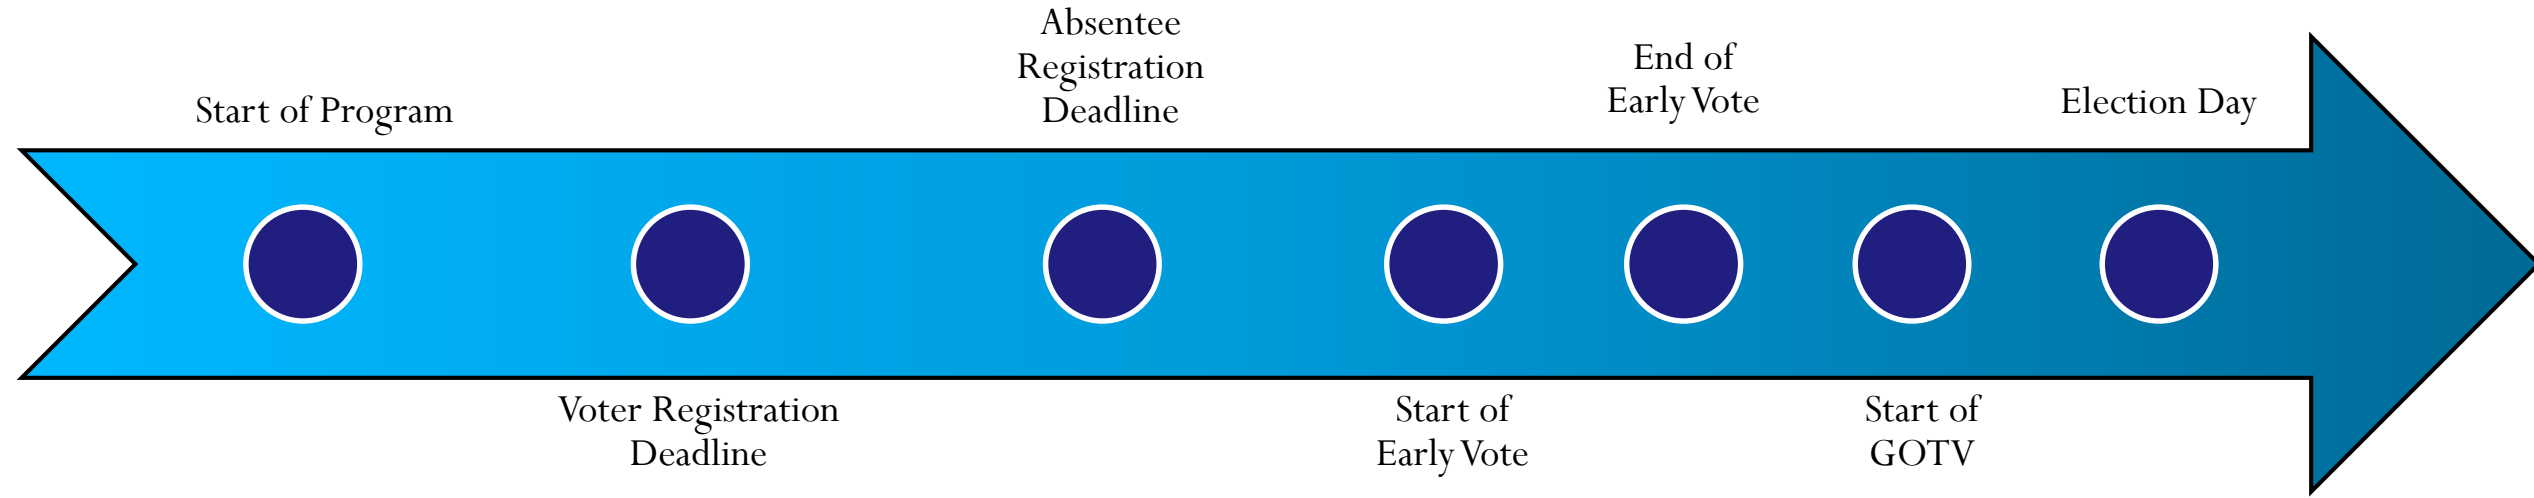 Start of Program
Voter Registration
Deadline
Absentee
Registration
Deadline
Start of
Early Vote
End of
Early Vote
Start of
GOTV
Election Day